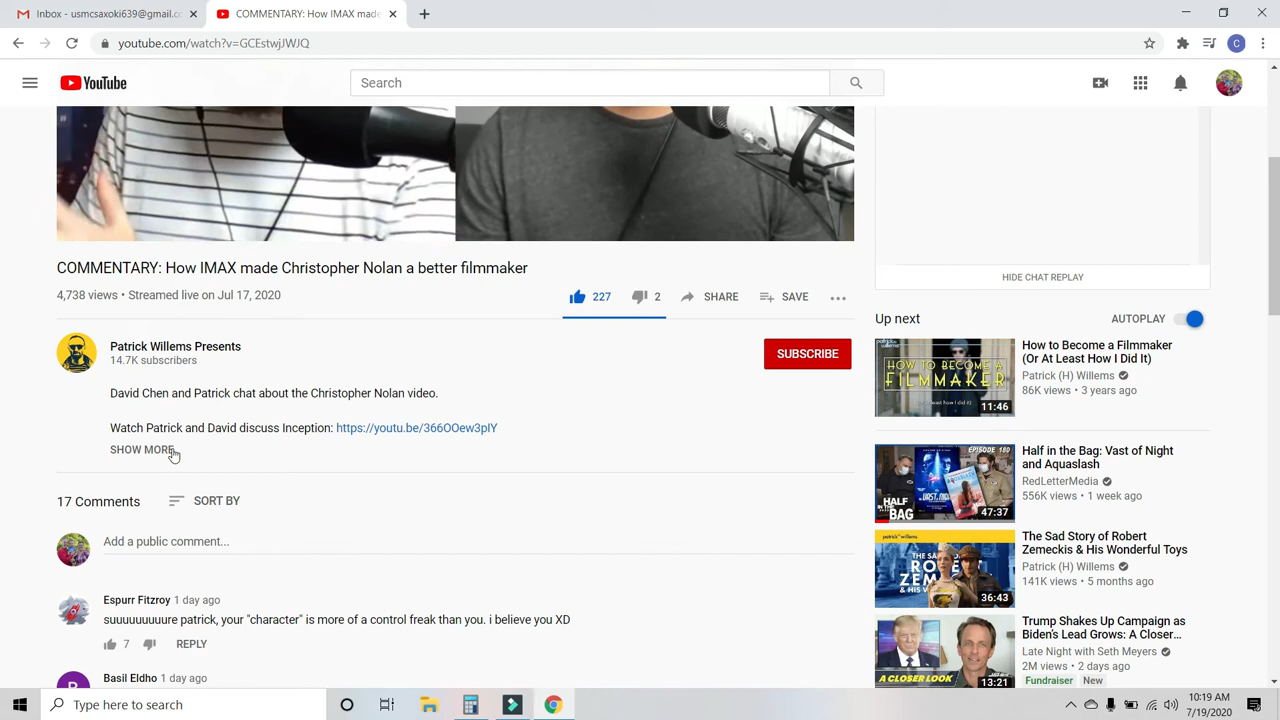 Inbox - usmcsaxoki639@gmail.co
COMMENTARY: How IMAX made
youtube.com/watch?v=GCEstwjJWJQ
C
YouTube
Search
COMMENTARY: How IMAX made Christopher Nolan a better filmmaker
4,738 views • Streamed live on Jul 17, 2020
227
2
SHARE
SAVE
Patrick Willems Presents
14.7K subscribers
SUBSCRIBE
David Chen and Patrick chat about the Christopher Nolan video.
Watch Patrick and David discuss Inception: https://youtu.be/366OOew3pIY
SHOW MORE
17 Comments
SORT BY
Add a public comment...
Espurr Fitzroy 1 day ago
suuuuuuuuure patrick, your "character" is more of a control freak than you. i believe you XD
7
REPLY
Basil Eldho 1 day ago
HIDE CHAT REPLAY
Up next
AUTOPLAY
HOW TO BECOME A
FILMMAKER
11:46
How to Become a Filmmaker
(Or At Least How I Did It)
Patrick (H) Willems
86K views • 3 years ago
EPISODE 180
HALF
IN THE
BAG
47:37
Half in the Bag: Vast of Night
and Aquaslash
RedLetterMedia
556K views • 1 week ago
36:43
The Sad Story of Robert
Zemeckis & His Wonderful Toys
Patrick (H) Willems
141K views • 5 months ago
A CLOSER LOOK
13:21
Trump Shakes Up Campaign as
Biden's Lead Grows: A Closer...
Late Night with Seth Meyers
2M views • 2 days ago
Fundraiser
New
Type here to search
10:19 AM
7/19/2020